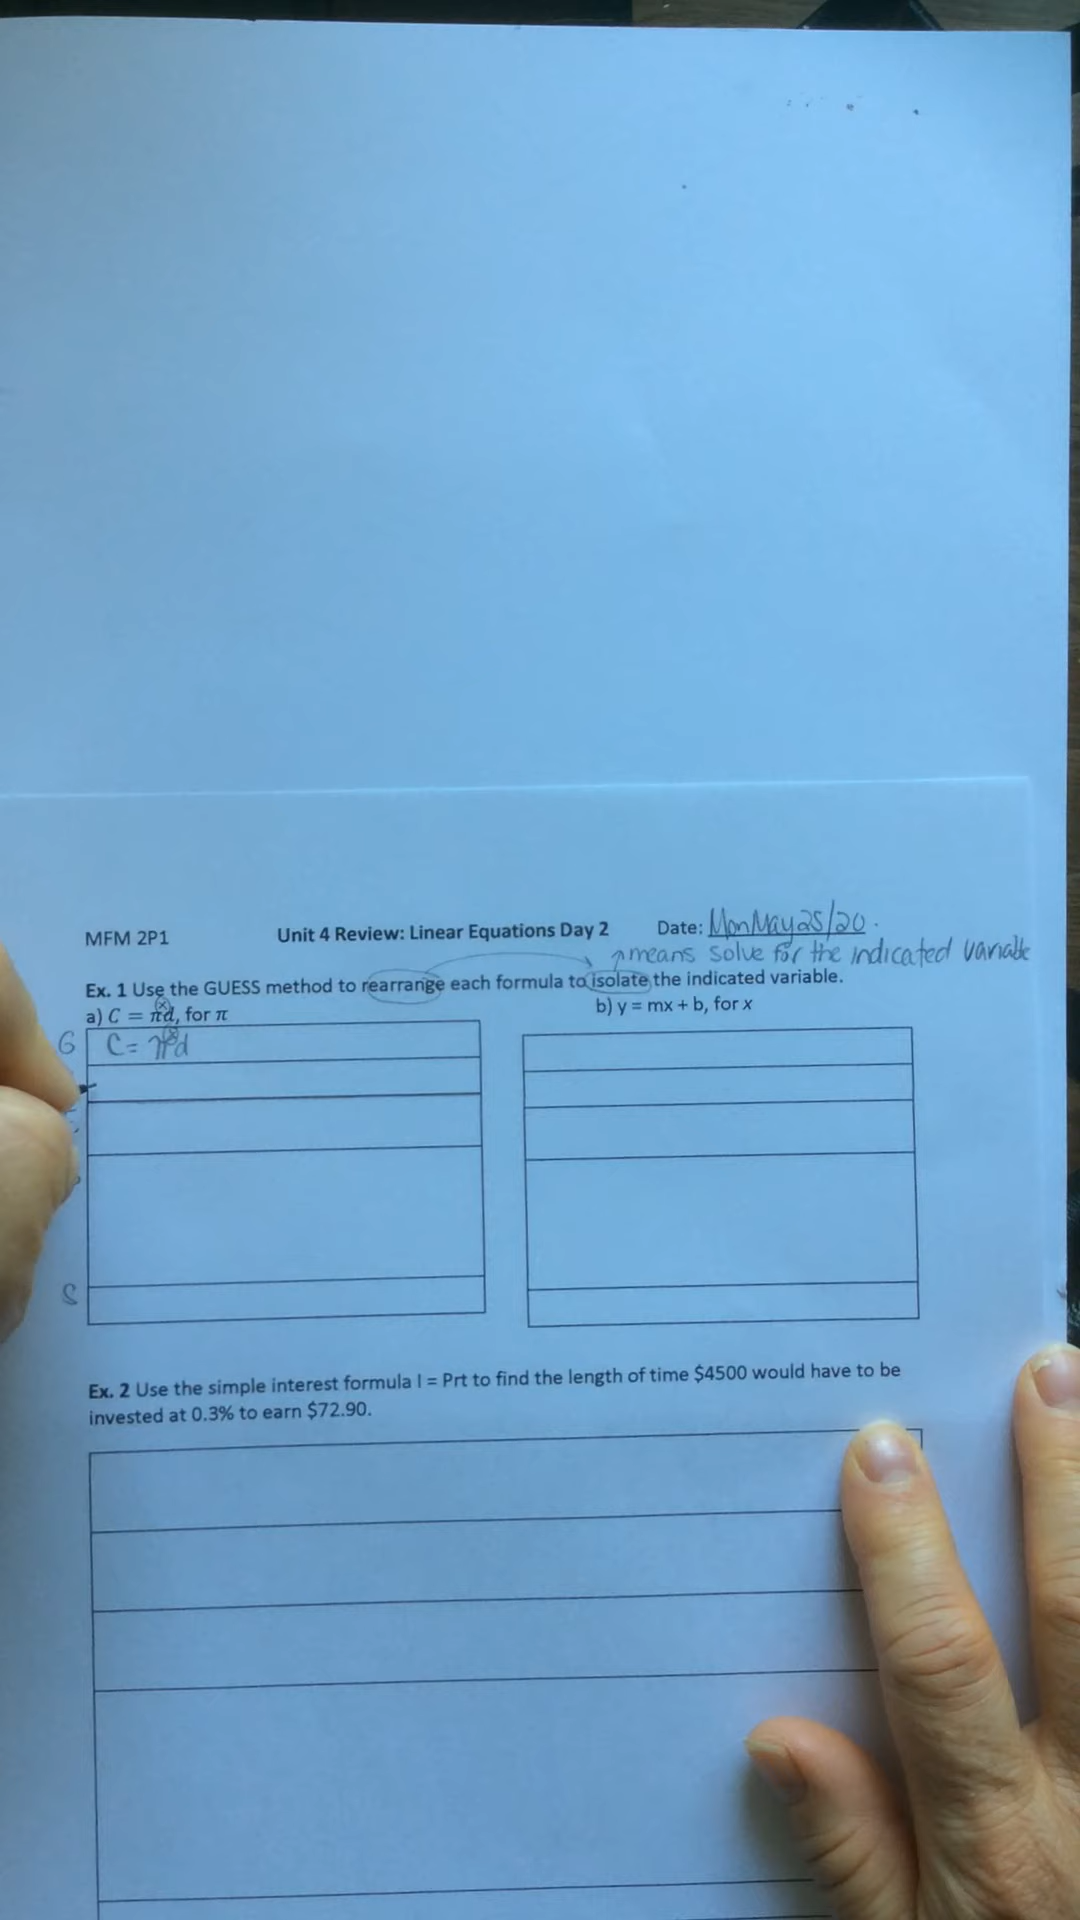 MFM 2P1 Unit 4 Review: Linear Equations Day 2 Date: Mon May 25/20.
↑ means solve for the indicated variable
Ex. 1 Use the GUESS method to rearrange each formula to isolate the indicated variable.
a) C = πd, for π b) y = mx + b, for x
G C = πd
S
Ex. 2 Use the simple interest formula I = Prt to find the length of time $4500 would have to be
invested at 0.3% to earn $72.90.